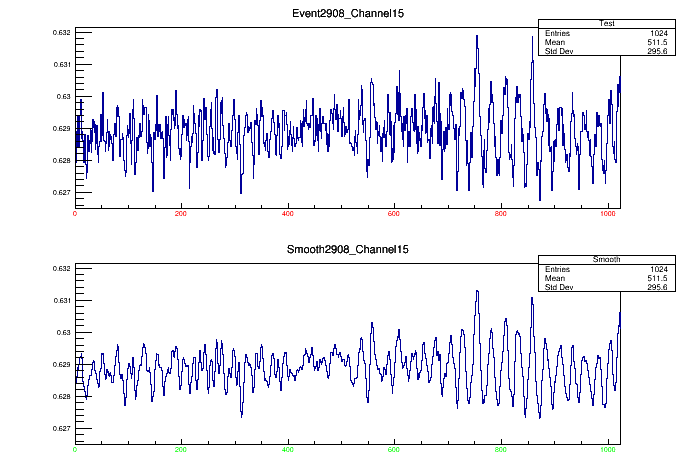 Event2908_Channel15
Test
Entries 1024
Mean 511.5
Std Dev 295.6
0.632
0.631
0.63
0.629
0.628
0.627
0 200 400 600 800 1000
Smooth2908_Channel15
Smooth
Entries 1024
Mean 511.5
Std Dev 295.6
0.632
0.631
0.63
0.629
0.628
0.627
0 200 400 600 800 1000